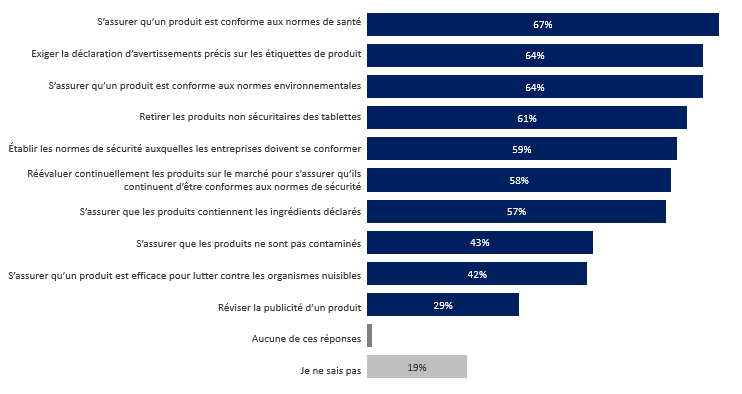 S'assurer qu'un produit est conforme aux normes de santé 67%
Exiger la déclaration d'avertissements précis sur les étiquettes de produit 64%
S'assurer qu'un produit est conforme aux normes environnementales 64%
Retirer les produits non sécuritaires des tablettes 61%
Établir les normes de sécurité auxquelles les entreprises doivent se conformer 59%
Réévaluer continuellement les produits sur le marché pour s'assurer qu'ils
continuent d'être conformes aux normes de sécurité 58%
S'assurer que les produits contiennent les ingrédients déclarés 57%
S'assurer que les produits ne sont pas contaminés 43%
S'assurer qu'un produit est efficace pour lutter contre les organismes nuisibles 42%
Réviser la publicité d'un produit 29%
Aucune de ces réponses
Je ne sais pas 19%